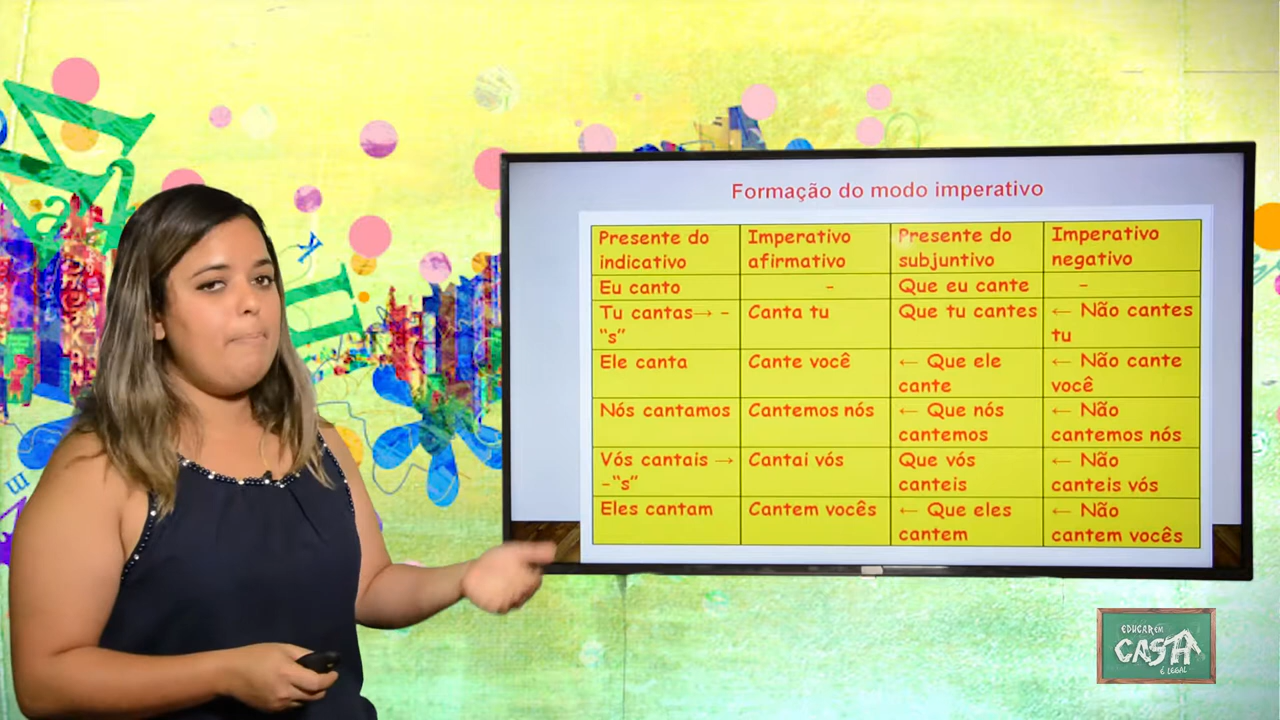 Formação do modo imperativo
Presente do
indicativo
Imperativo
afirmativo
Presente do
subjuntivo
Imperativo
negativo
Eu canto
-
Que eu cante
-
Tu cantas→ -
"s"
Canta tu
Que tu cantes
← Não cantes
tu
Ele canta
Cante você
← Que ele
cante
← Não cante
você
Nós cantamos
Cantemos nós
← Que nós
cantemos
← Não
cantemos nós
Vós cantais →
-"s"
Cantai vós
Que vós
canteis
← Não
canteis vós
Eles cantam
Cantem vocês
← Que eles
cantem
← Não
cantem vocês
EDUCAR EM
CASA
É LEGAL